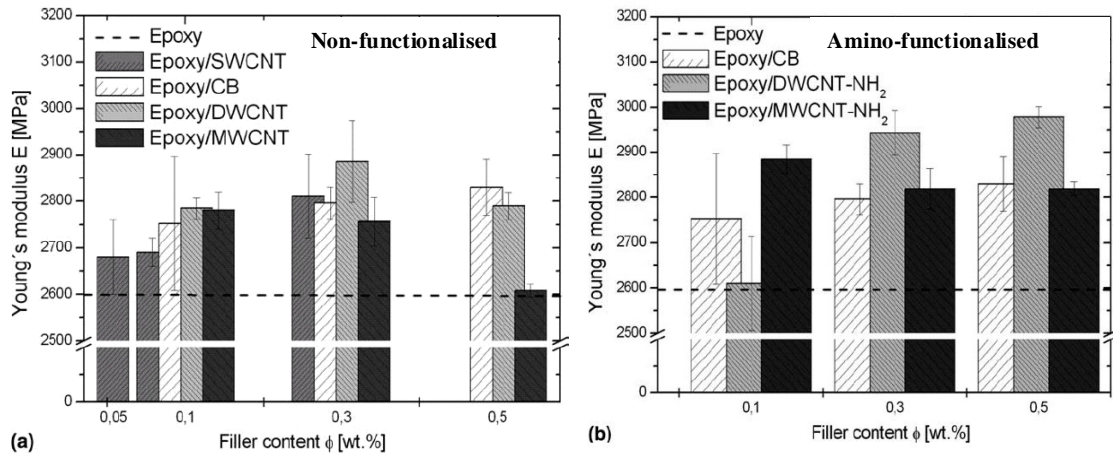 3200
3100
3000
2900
2800
2700
2600
2500
0
Young´s modulus E [MPa]
Epoxy
Epoxy/SWCNT
Epoxy/CB
Epoxy/DWCNT
Epoxy/MWCNT
Non-functionalised
0,05
0,1
0,3
0,5
(a)
Filler content ϕ [wt.%]
3200
3100
3000
2900
2800
2700
2600
2500
0
Young´s modulus E [MPa]
Epoxy
Epoxy/CB
Epoxy/DWCNT-NH₂
Epoxy/MWCNT-NH₂
Amino-functionalised
0,1
0,3
0,5
(b)
Filler content ϕ [wt.%]